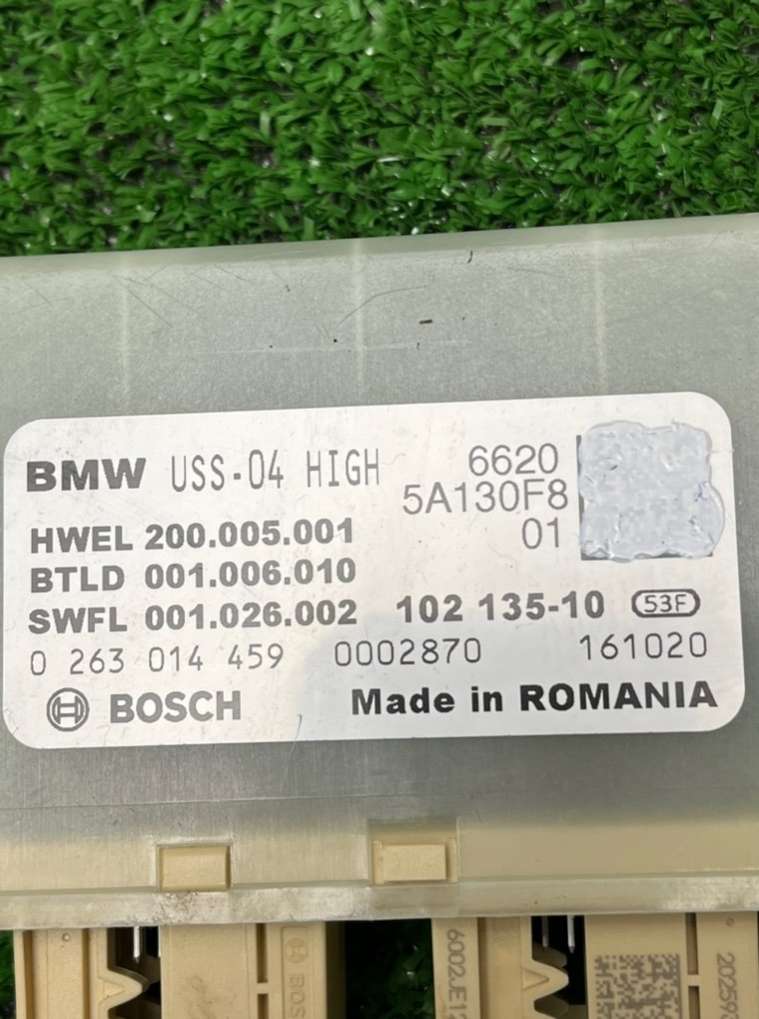 BMW USS-04 HIGH 6620
5A130F8
HWEL 200.005.001 01
BTLD 001.006.010
SWFL 001.026.002 102 135-10 53F
0 263 014 459 0002870 161020
BOSCH Made in ROMANIA